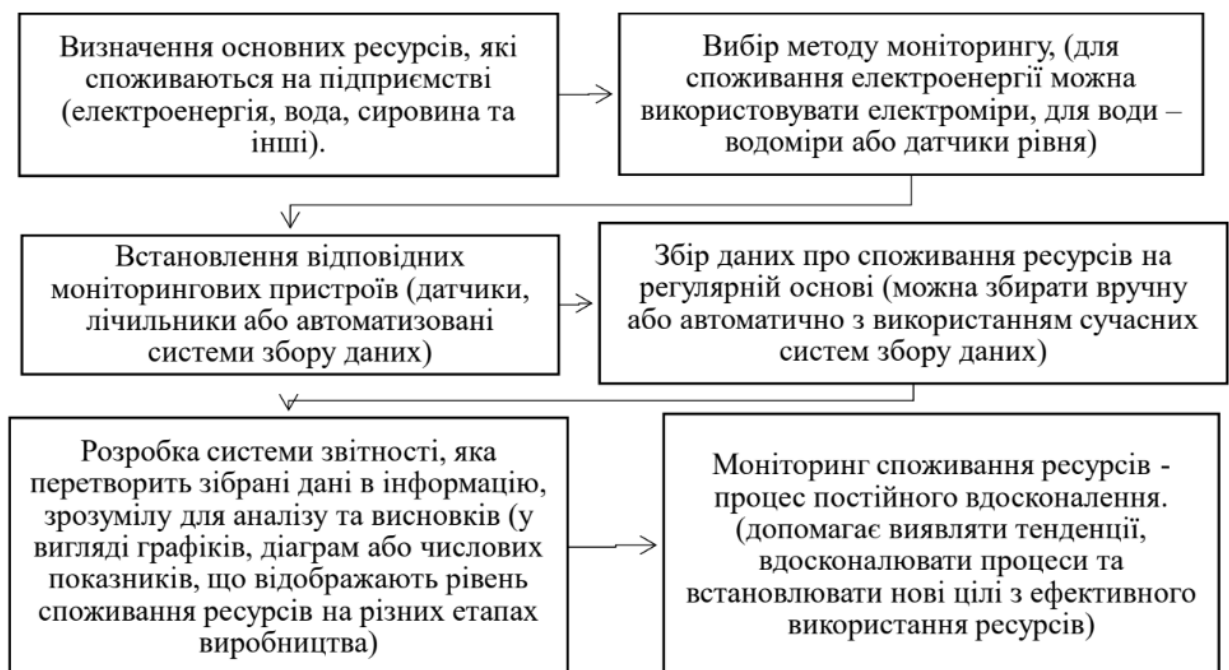 Визначення основних ресурсів, які
споживаються на підприємстві
(електроенергія, вода, сировина та
інші).
Вибір методу моніторингу, (для
споживання електроенергії можна
використовувати електроміри, для води –
водоміри або датчики рівня)
Встановлення відповідних
моніторингових пристроїв (датчики,
лічильники або автоматизовані
системи збору даних)
Збір даних про споживання ресурсів на
регулярній основі (можна збирати вручну
або автоматично з використанням сучасних
систем збору даних)
Розробка системи звітності, яка
перетворить зібрані дані в інформацію,
зрозумілу для аналізу та висновків (у
вигляді графіків, діаграм або числових
показників, що відображають рівень
споживання ресурсів на різних етапах
виробництва)
Моніторинг споживання ресурсів -
процес постійного вдосконалення.
(допомагає виявляти тенденції,
вдосконалювати процеси та
встановлювати нові цілі з ефективного
використання ресурсів)